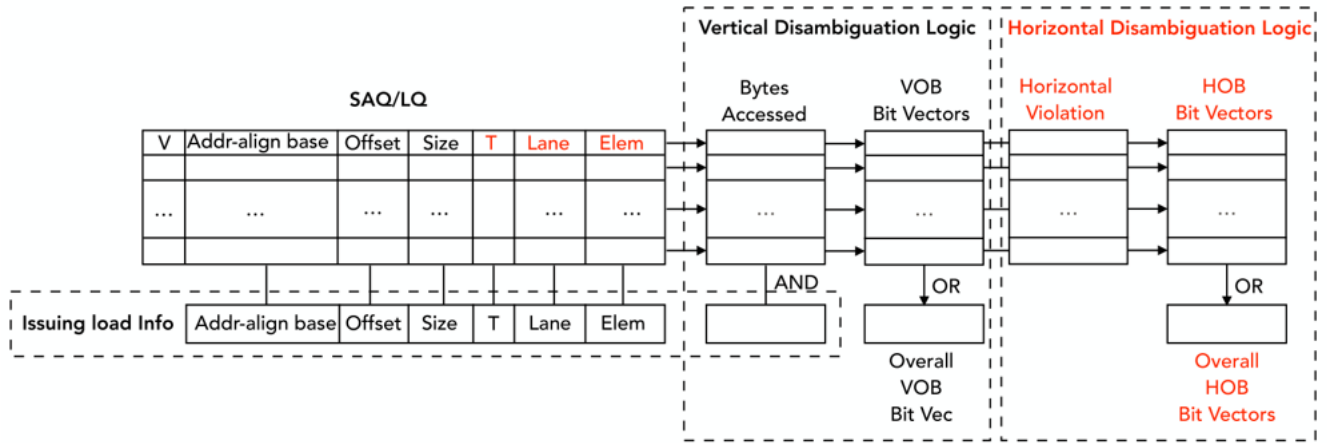 Vertical Disambiguation Logic
Horizontal Disambiguation Logic
SAQ/LQ
Bytes
Accessed
VOB
Bit Vectors
Horizontal
Violation
HOB
Bit Vectors
V Addr-align base Offset Size T Lane Elem
... ... ... ... ... ... ... ... ... ...
AND
OR
OR
Issuing load Info Addr-align base Offset Size T Lane Elem
Overall
VOB
Bit Vec
Overall
HOB
Bit Vectors